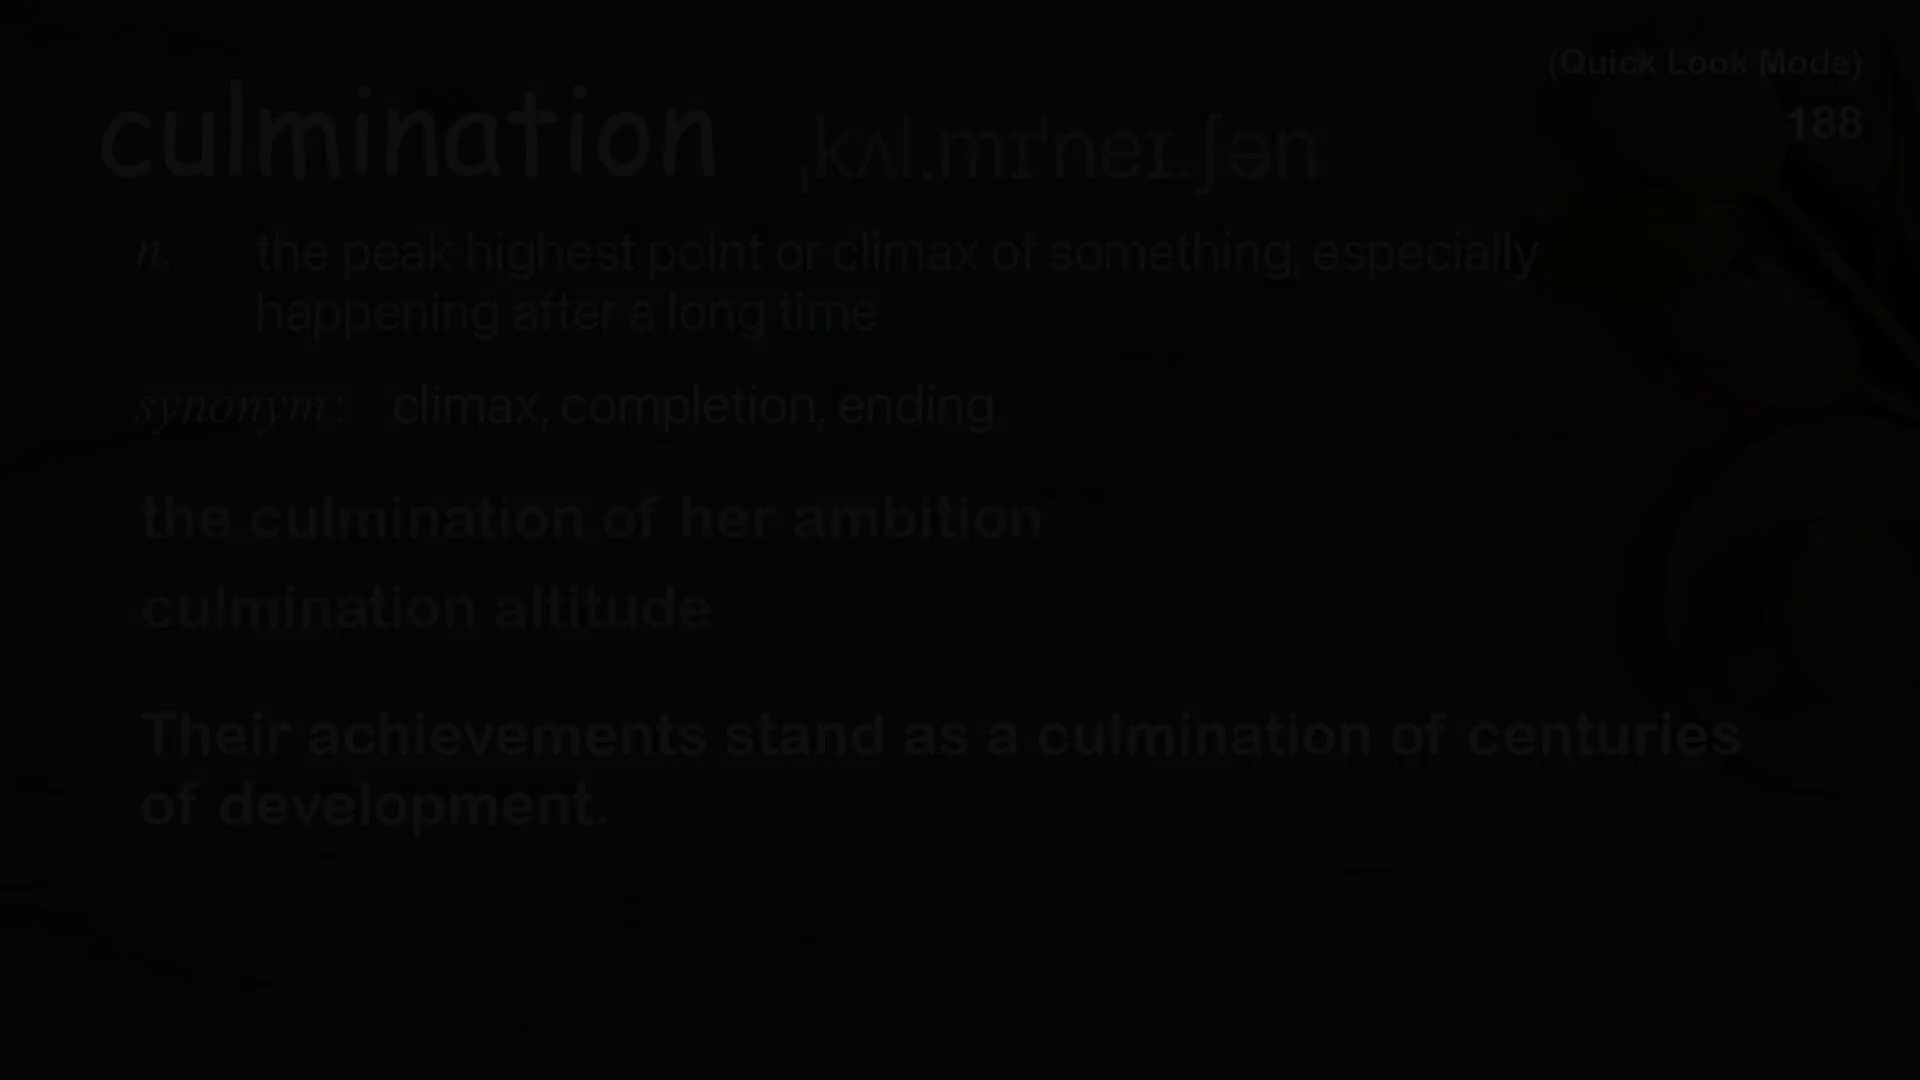 (Quick Look Mode)
culmination ˌkʌl.mɪˈneɪ.ʃən
188
n. the peak highest point or climax of something, especially
happening after a long time
synonym: climax, completion, ending
the culmination of her ambition
culmination altitude
Their achievements stand as a culmination of centuries
of development.